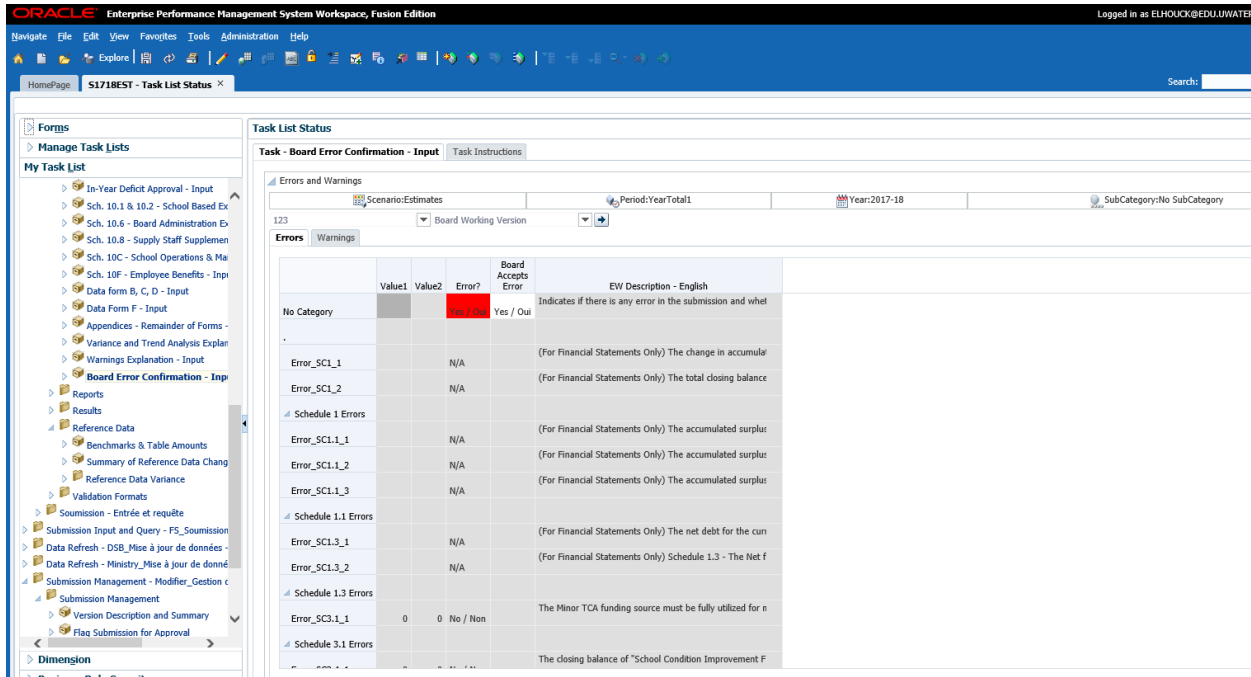 ORACLE Enterprise Performance Management System Workspace, Fusion Edition
Logged in as ELHOUCK@EDU.UWATER
Navigate File Edit View Favorites Tools Administration Help
Explore
HomePage S1718EST - Task List Status ×
Search:
Forms
Manage Task Lists
My Task List
In-Year Deficit Approval - Input
Sch. 10.1 & 10.2 - School Based Ex
Sch. 10.6 - Board Administration Ex
Sch. 10.8 - Supply Staff Supplemen
Sch. 10C - School Operations & Mai
Sch. 10F - Employee Benefits - Inpu
Data form B, C, D - Input
Data Form F - Input
Appendices - Remainder of Forms -
Variance and Trend Analysis Explan
Warnings Explanation - Input
Board Error Confirmation - Inpu
Reports
Results
Reference Data
Benchmarks & Table Amounts
Summary of Reference Data Chang
Reference Data Variance
Validation Formats
Soumission - Entrée et requête
Submission Input and Query - FS_Soumission
Data Refresh - DSB_Mise à jour de données -
Data Refresh - Ministry_Mise à jour de donné
Submission Management - Modifier_Gestion d
Submission Management
Version Description and Summary
Flag Submission for Approval
Dimension
Task List Status
Task - Board Error Confirmation - Input Task Instructions
Errors and Warnings
Scenario:Estimates Period:YearTotal1 Year:2017-18 SubCategory:No SubCategory
123 Board Working Version
Errors Warnings
Value1 Value2 Error? Board Accepts Error EW Description - English
No Category Yes / Oui Yes / Oui Indicates if there is any error in the submission and whet
.
Error_SC1_1 N/A (For Financial Statements Only) The change in accumulat
Error_SC1_2 N/A (For Financial Statements Only) The total closing balance
Schedule 1 Errors
Error_SC1.1_1 N/A (For Financial Statements Only) The accumulated surplus
Error_SC1.1_2 N/A (For Financial Statements Only) The accumulated surplus
Error_SC1.1_3 N/A (For Financial Statements Only) The accumulated surplus
Schedule 1.1 Errors
Error_SC1.3_1 N/A (For Financial Statements Only) The net debt for the curr
Error_SC1.3_2 N/A (For Financial Statements Only) Schedule 1.3 - The Net f
Schedule 1.3 Errors
Error_SC3.1_1 0 0 No / Non The Minor TCA funding source must be fully utilized for m
Schedule 3.1 Errors
The closing balance of "School Condition Improvement F